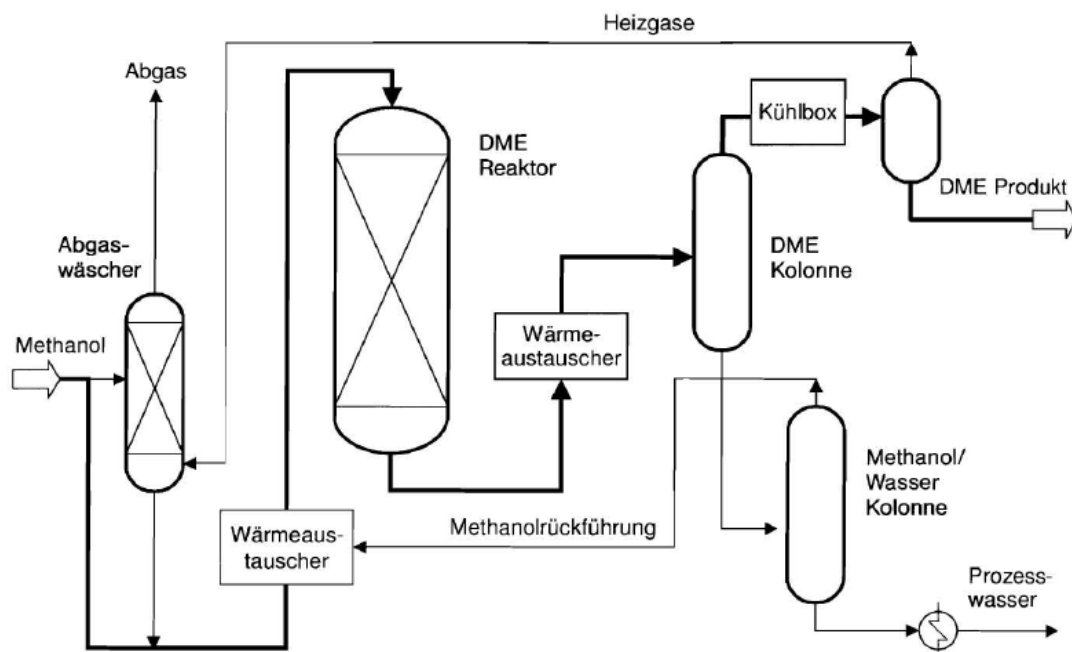 Heizgase
Abgas
Kühlbox
DME
Reaktor
DME Produkt
Abgas-
wäscher
DME
Kolonne
Methanol
Wärme-
austauscher
Methanol/
Wasser
Kolonne
Methanolrückführung
Wärmeaus-
tauscher
Prozess-
wasser